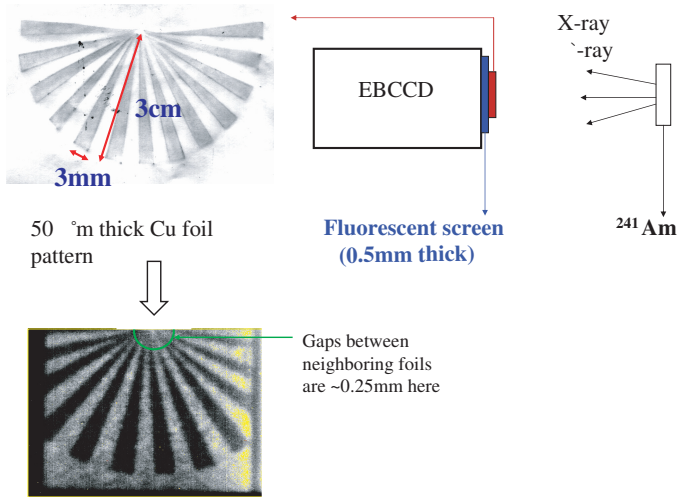 X-ray
`-ray
EBCCD
3cm
3mm
50 °m thick Cu foil
pattern
Fluorescent screen
(0.5mm thick)
²⁴¹Am
Gaps between
neighboring foils
are ~0.25mm here